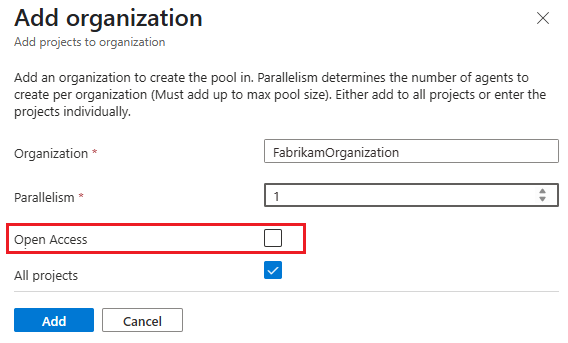 Add organization
Add projects to organization
Add an organization to create the pool in. Parallelism determines the number of agents to
create per organization (Must add up to max pool size). Either add to all projects or enter the
projects individually.
Organization *
FabrikamOrganization
Parallelism *
1
Open Access
All projects
Add
Cancel